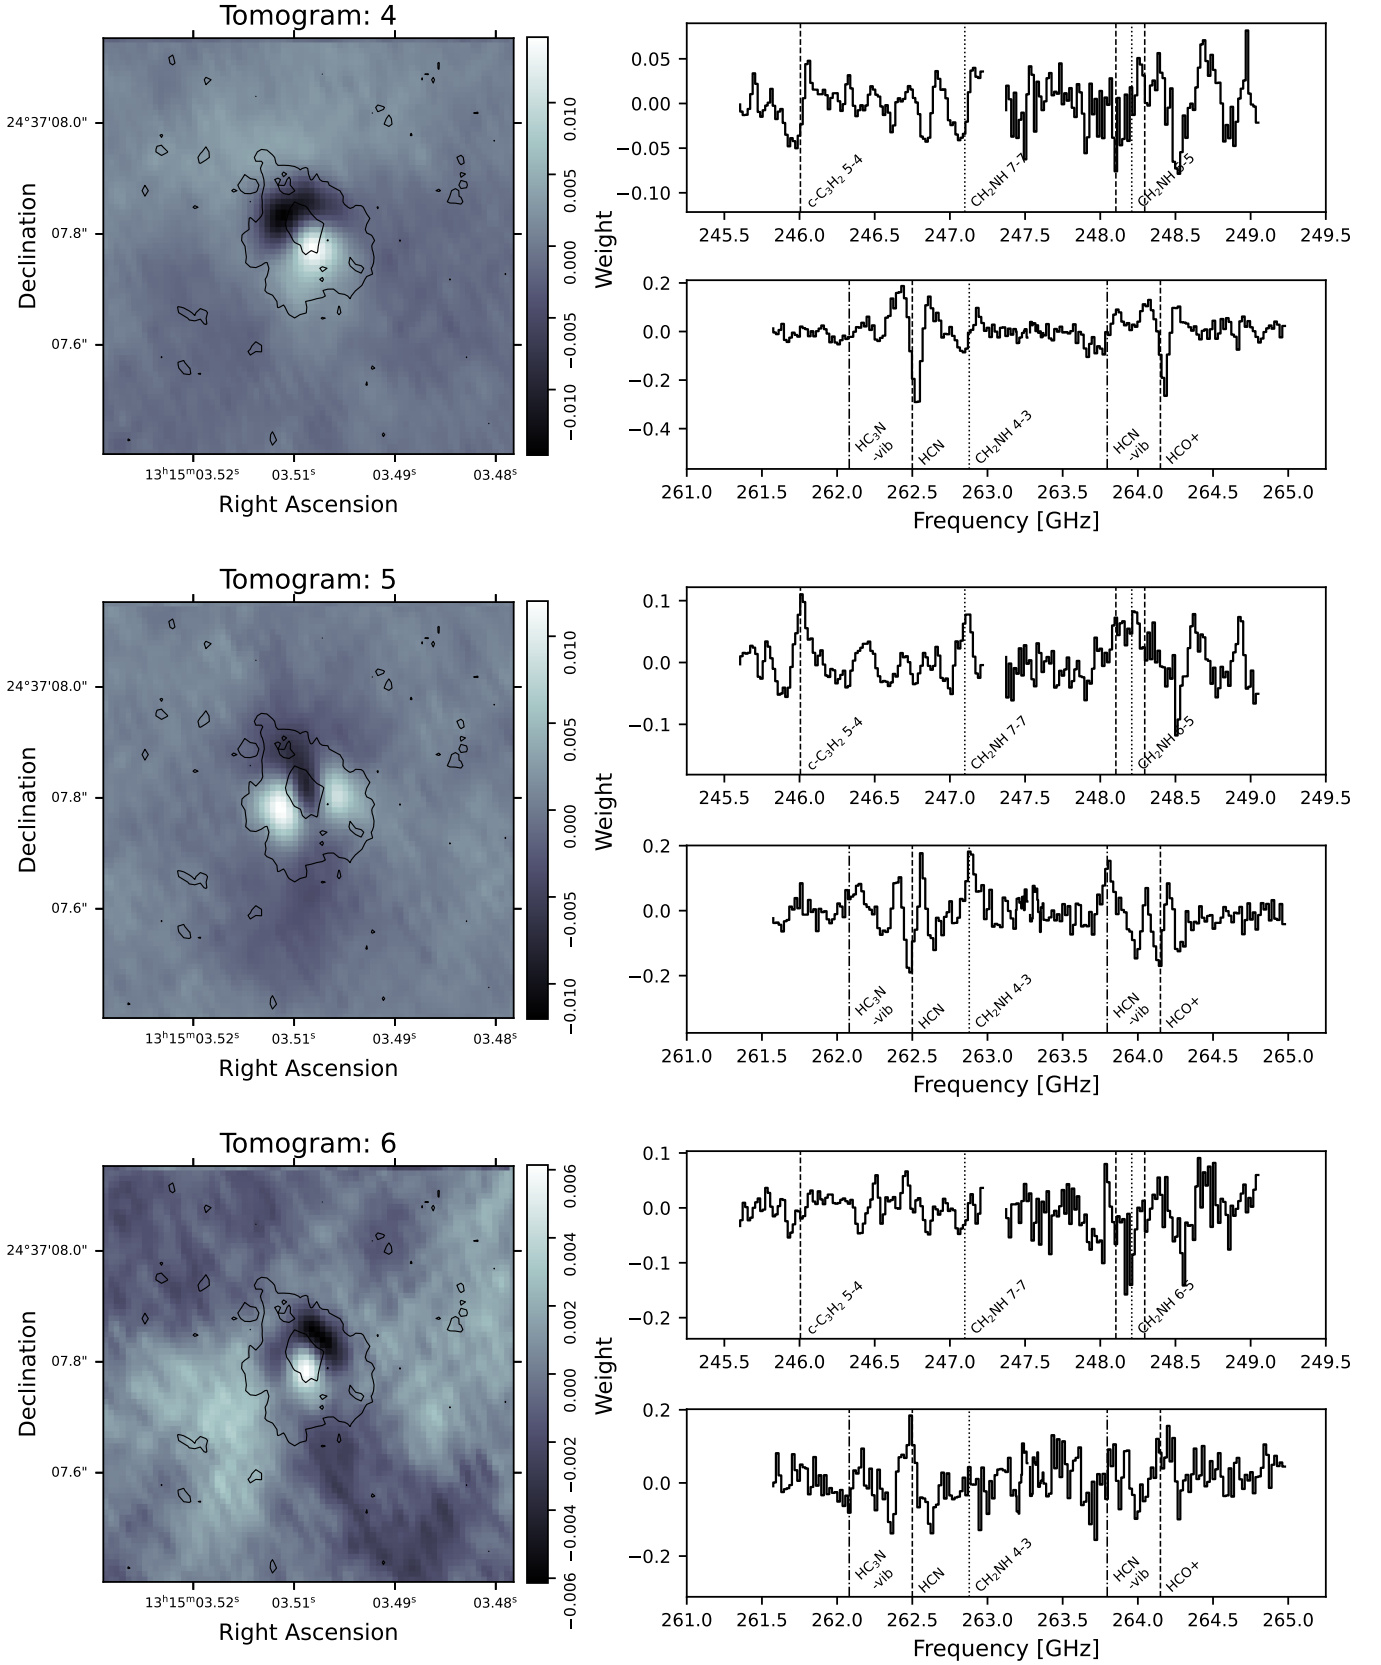 Tomogram: 4
Declination
24°37'08.0"
07.8"
07.6"
13ʰ15ᵐ03.52ˢ 03.51ˢ 03.49ˢ 03.48ˢ
Right Ascension
0.010
0.005
0.000
−0.005
−0.010
Weight
0.05
0.00
−0.05
−0.10
c-C₃H₂ 5-4
CH₂NH 7-7
CH₂NH 6-5
245.5 246.0 246.5 247.0 247.5 248.0 248.5 249.0 249.5
0.2
0.0
−0.2
−0.4
HC₃N
-vib
HCN
CH₂NH 4-3
HCN
-vib
HCO+
261.0 261.5 262.0 262.5 263.0 263.5 264.0 264.5 265.0
Frequency [GHz]
Tomogram: 5
Declination
24°37'08.0"
07.8"
07.6"
13ʰ15ᵐ03.52ˢ 03.51ˢ 03.49ˢ 03.48ˢ
Right Ascension
0.010
0.005
0.000
−0.005
−0.010
Weight
0.1
0.0
−0.1
c-C₃H₂ 5-4
CH₂NH 7-7
CH₂NH 6-5
245.5 246.0 246.5 247.0 247.5 248.0 248.5 249.0 249.5
0.2
0.0
−0.2
HC₃N
-vib
HCN
CH₂NH 4-3
HCN
-vib
HCO+
261.0 261.5 262.0 262.5 263.0 263.5 264.0 264.5 265.0
Frequency [GHz]
Tomogram: 6
Declination
24°37'08.0"
07.8"
07.6"
13ʰ15ᵐ03.52ˢ 03.51ˢ 03.49ˢ 03.48ˢ
Right Ascension
0.006
0.004
0.002
0.000
−0.002
−0.004
−0.006
Weight
0.1
0.0
−0.1
−0.2
c-C₃H₂ 5-4
CH₂NH 7-7
CH₂NH 6-5
245.5 246.0 246.5 247.0 247.5 248.0 248.5 249.0 249.5
0.2
0.0
−0.2
HC₃N
-vib
HCN
CH₂NH 4-3
HCN
-vib
HCO+
261.0 261.5 262.0 262.5 263.0 263.5 264.0 264.5 265.0
Frequency [GHz]